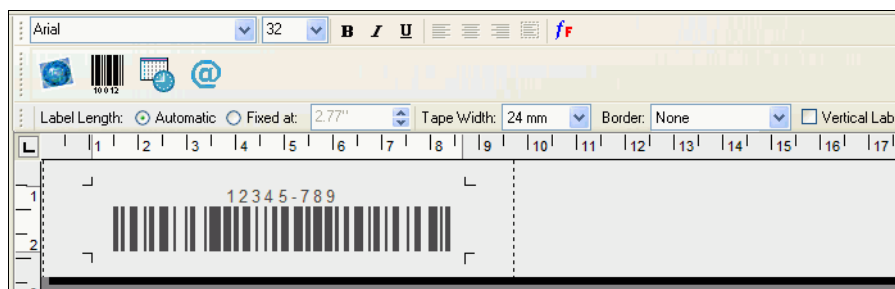 Arial 32 B I U fF
10012 @
Label Length: Automatic Fixed at: 2.77" Tape Width: 24 mm Border: None Vertical Lab
L 1 2 3 4 5 6 7 8 9 10 11 12 13 14 15 16 17
1 12345-789
2